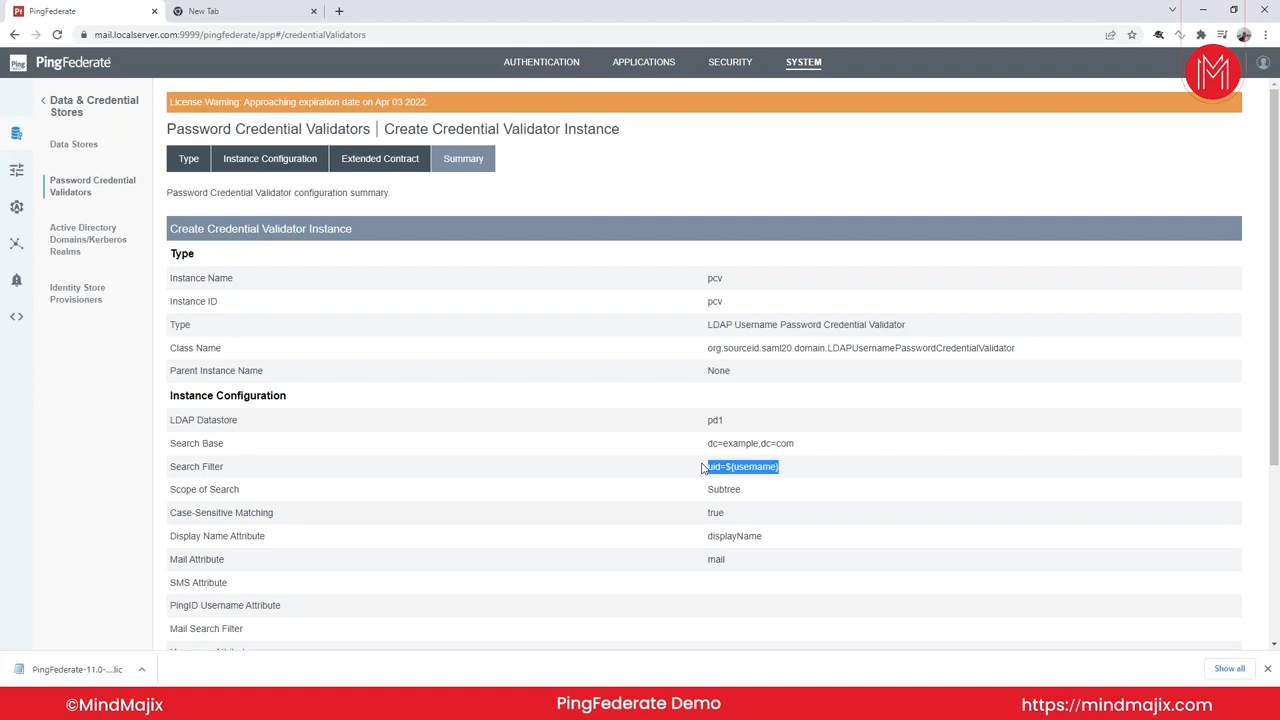 PingFederate
New Tab
mail.localserver.com:9999/pingfederate/app#/credentialValidators
Ping
PingFederate
AUTHENTICATION
APPLICATIONS
SECURITY
SYSTEM
Data & Credential
Stores
Data Stores
Password Credential
Validators
Active Directory
Domains/Kerberos
Realms
Identity Store
Provisioners
License Warning: Approaching expiration date on Apr 03 2022.
Password Credential Validators | Create Credential Validator Instance
Type
Instance Configuration
Extended Contract
Summary
Password Credential Validator configuration summary.
Create Credential Validator Instance
Type
Instance Name pcv
Instance ID pcv
Type LDAP Username Password Credential Validator
Class Name org.sourceid.saml20.domain.LDAPUsernamePasswordCredentialValidator
Parent Instance Name None
Instance Configuration
LDAP Datastore pd1
Search Base dc=example,dc=com
Search Filter uid=${username}
Scope of Search Subtree
Case-Sensitive Matching true
Display Name Attribute displayName
Mail Attribute mail
SMS Attribute
PingID Username Attribute
Mail Search Filter
PingFederate-11.0-....lic
Show all
©MindMajix
PingFederate Demo
https://mindmajix.com